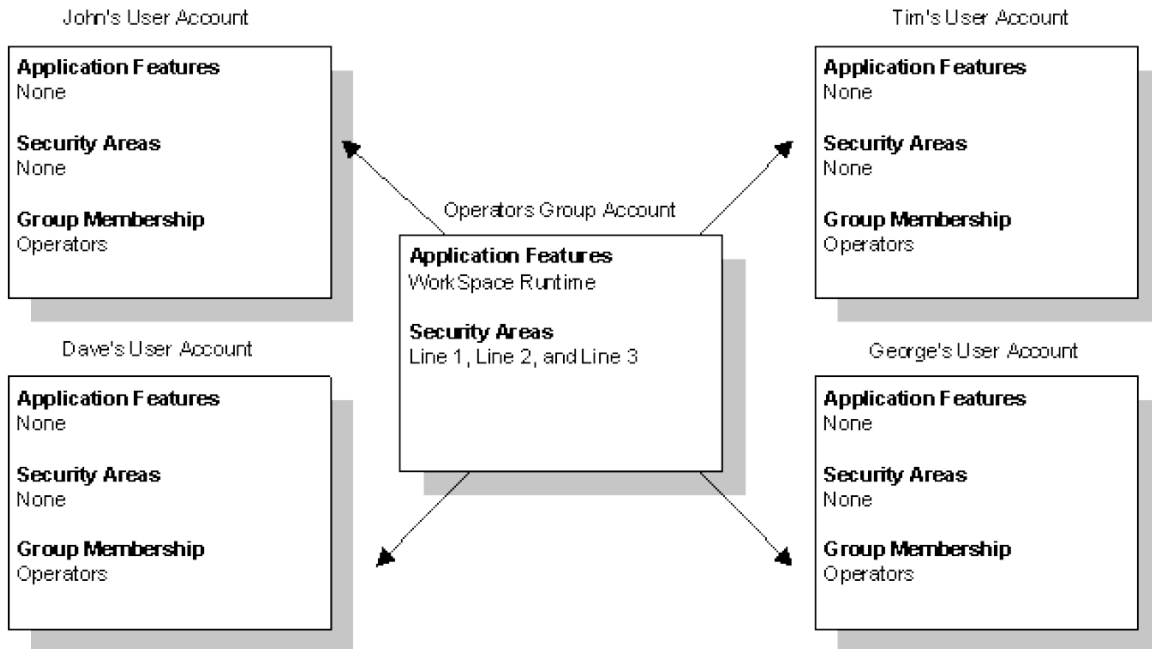 John's User Account
Application Features
None
Security Areas
None
Group Membership
Operators
Tim's User Account
Application Features
None
Security Areas
None
Group Membership
Operators
Operators Group Account
Application Features
WorkSpace Runtime
Security Areas
Line 1, Line 2, and Line 3
Dave's User Account
Application Features
None
Security Areas
None
Group Membership
Operators
George's User Account
Application Features
None
Security Areas
None
Group Membership
Operators